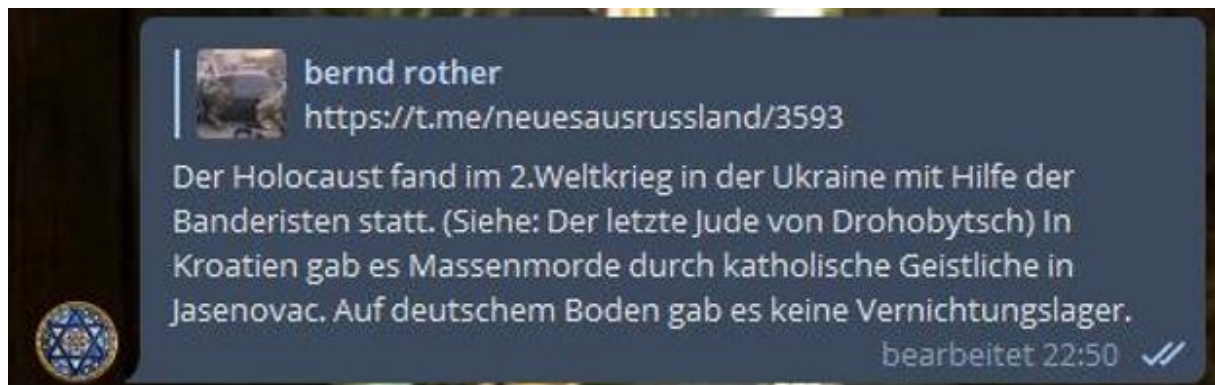 bernd rother
https://t.me/neuesausrussland/3593
Der Holocaust fand im 2.Weltkrieg in der Ukraine mit Hilfe der
Banderisten statt. (Siehe: Der letzte Jude von Drohobytsch) In
Kroatien gab es Massenmorde durch katholische Geistliche in
Jasenovac. Auf deutschem Boden gab es keine Vernichtungslager.
bearbeitet 22:50